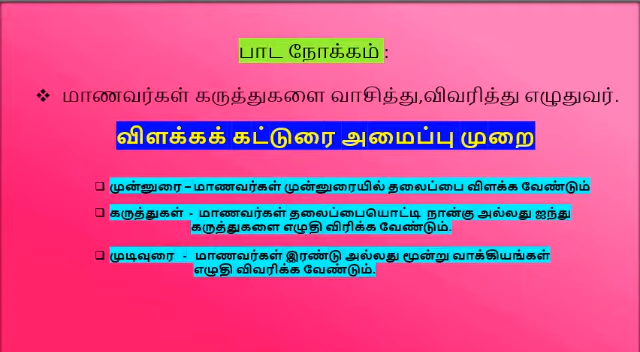 பாட நோக்கம் :
❖ மாணவர்கள் கருத்துகளை வாசித்து,விவரித்து எழுதுவர்.
விளக்கக் கட்டுரை அமைப்பு முறை
❑ முன்னுரை – மாணவர்கள் முன்னுரையில் தலைப்பை விளக்க வேண்டும்
❑ கருத்துகள் - மாணவர்கள் தலைப்பையொட்டி நான்கு அல்லது ஐந்து
கருத்துகளை எழுதி விரிக்க வேண்டும்.
❑ முடிவுரை - மாணவர்கள் இரண்டு அல்லது மூன்று வாக்கியங்கள்
எழுதி விவரிக்க வேண்டும்.